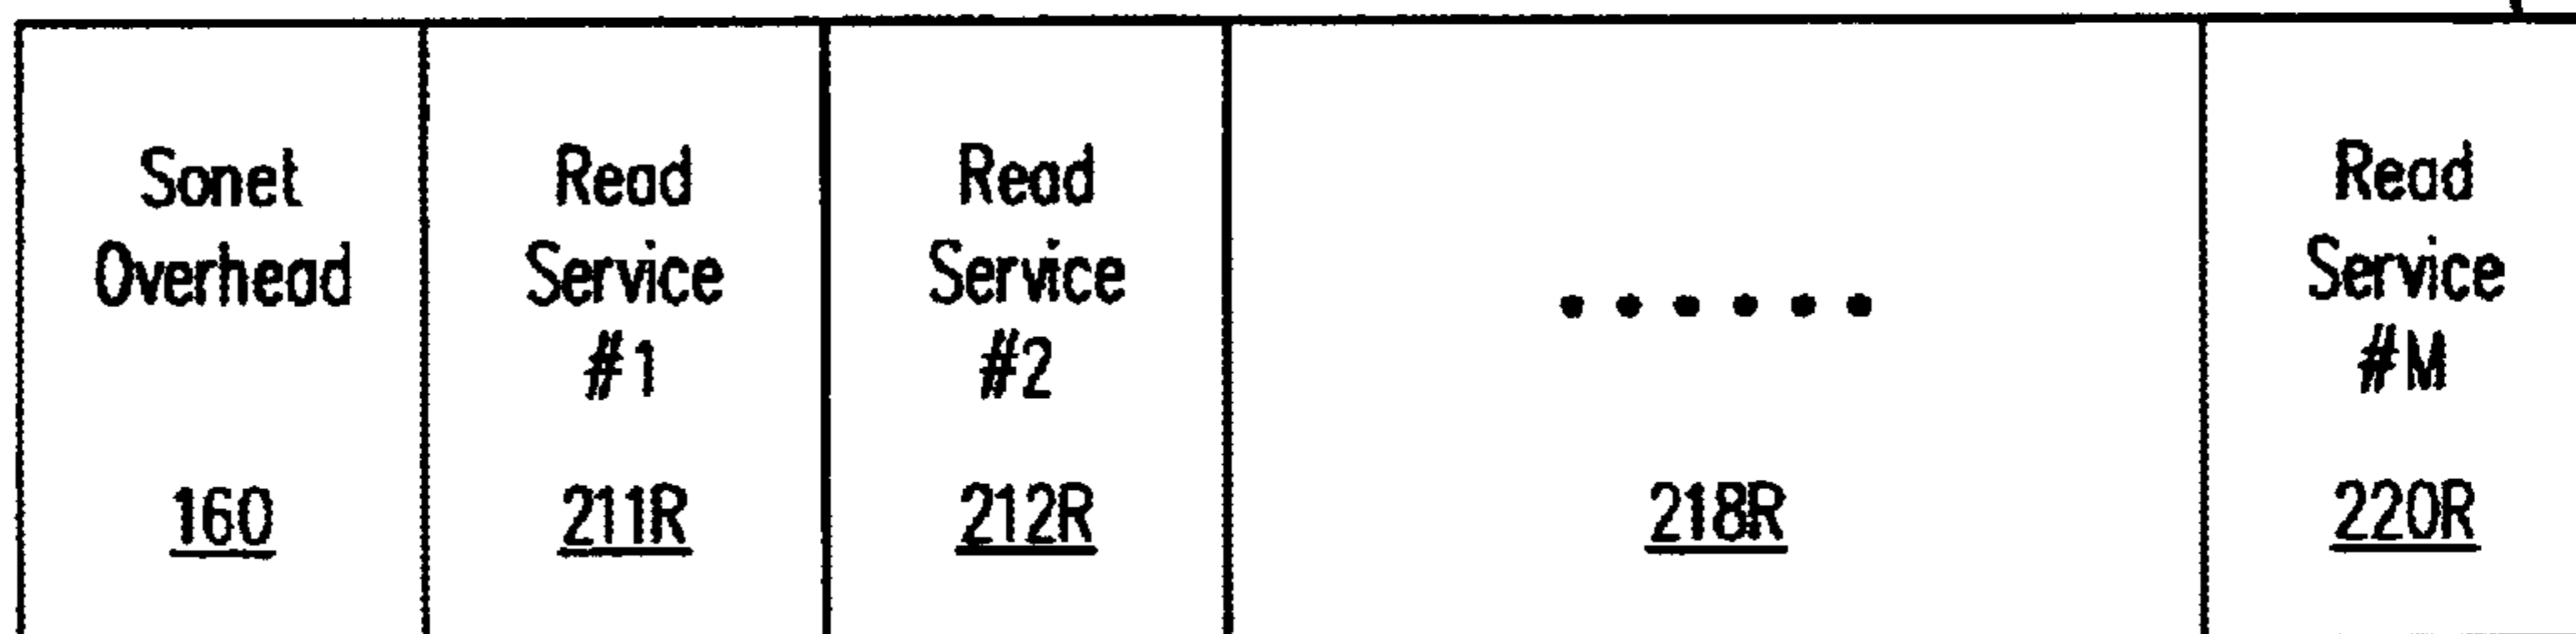 Sonet
Overhead
160
Read
Service
#1
211R
Read
Service
#2
212R
......
218R
Read
Service
#M
220R